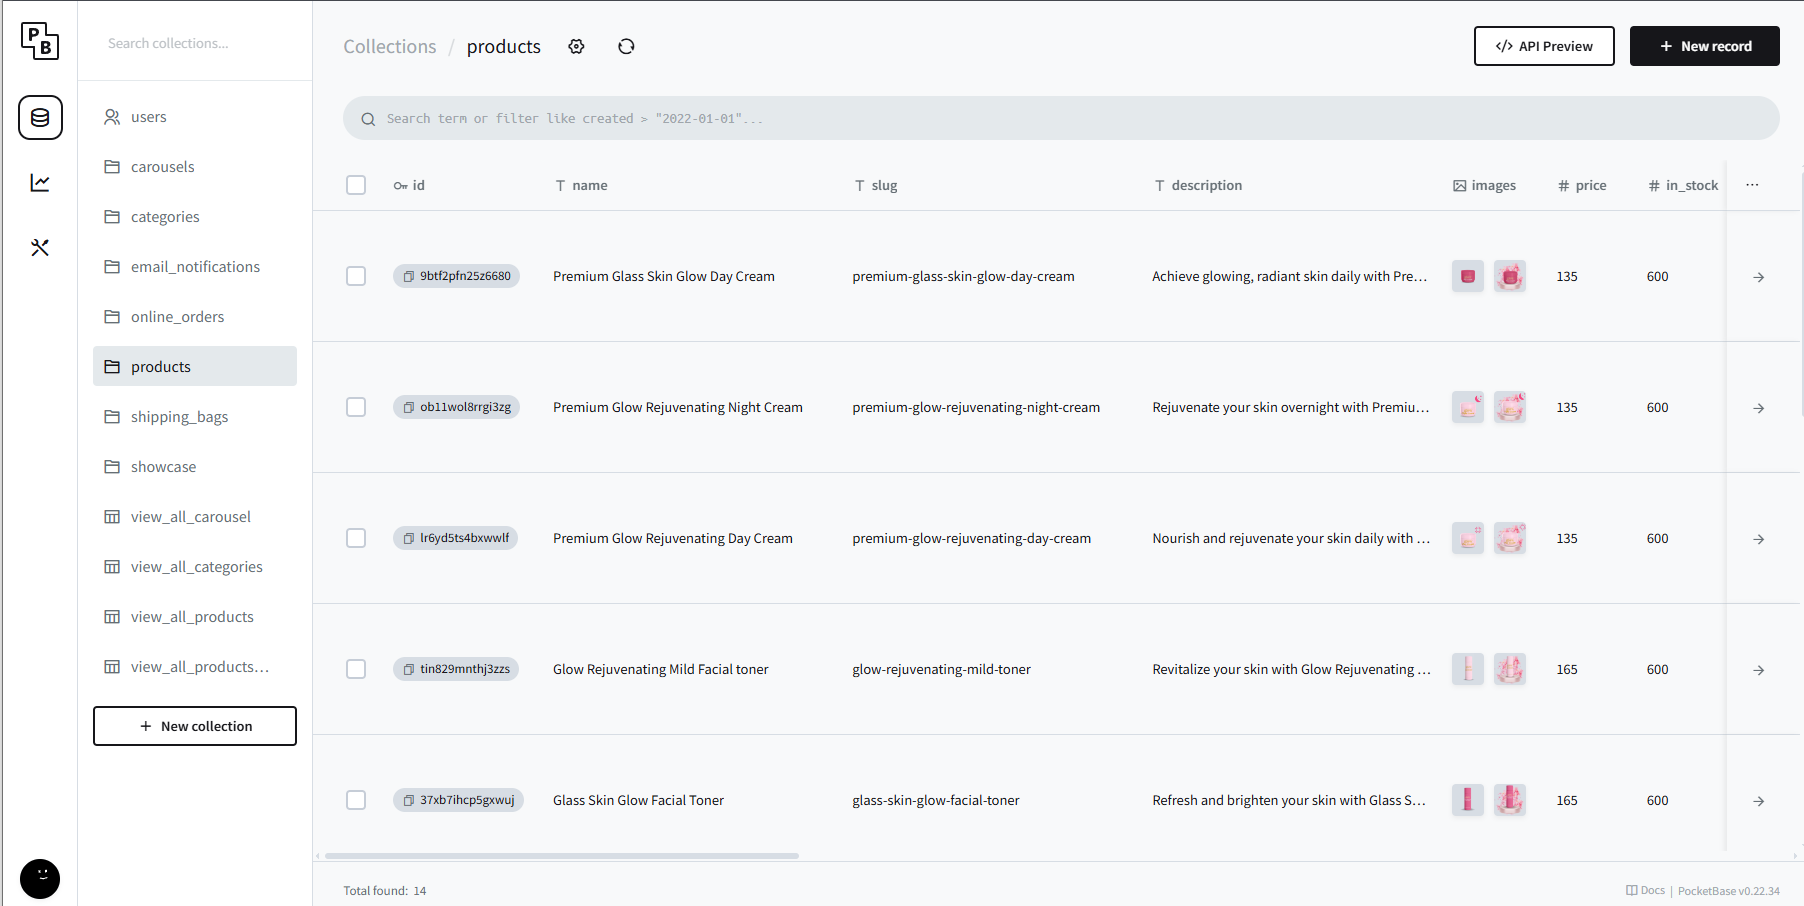 PB
Search collections...
users
carousels
categories
email_notifications
online_orders
products
shipping_bags
showcase
view_all_carousel
view_all_categories
view_all_products
view_all_products...
+ New collection
Collections / products
</> API Preview
+ New record
Search term or filter like created > "2022-01-01"...
id T name T slug T description images # price # in_stock ...
9btf2pfn25z6680 Premium Glass Skin Glow Day Cream premium-glass-skin-glow-day-cream Achieve glowing, radiant skin daily with Pre... 135 600
ob11wol8rrgi3zg Premium Glow Rejuvenating Night Cream premium-glow-rejuvenating-night-cream Rejuvenate your skin overnight with Premiu... 135 600
lr6yd5ts4bxwwlf Premium Glow Rejuvenating Day Cream premium-glow-rejuvenating-day-cream Nourish and rejuvenate your skin daily with ... 135 600
tin829mnthj3zzs Glow Rejuvenating Mild Facial toner glow-rejuvenating-mild-toner Revitalize your skin with Glow Rejuvenating ... 165 600
37xb7ihcp5gxwuj Glass Skin Glow Facial Toner glass-skin-glow-facial-toner Refresh and brighten your skin with Glass S... 165 600
Total found: 14
Docs | PocketBase v0.22.34